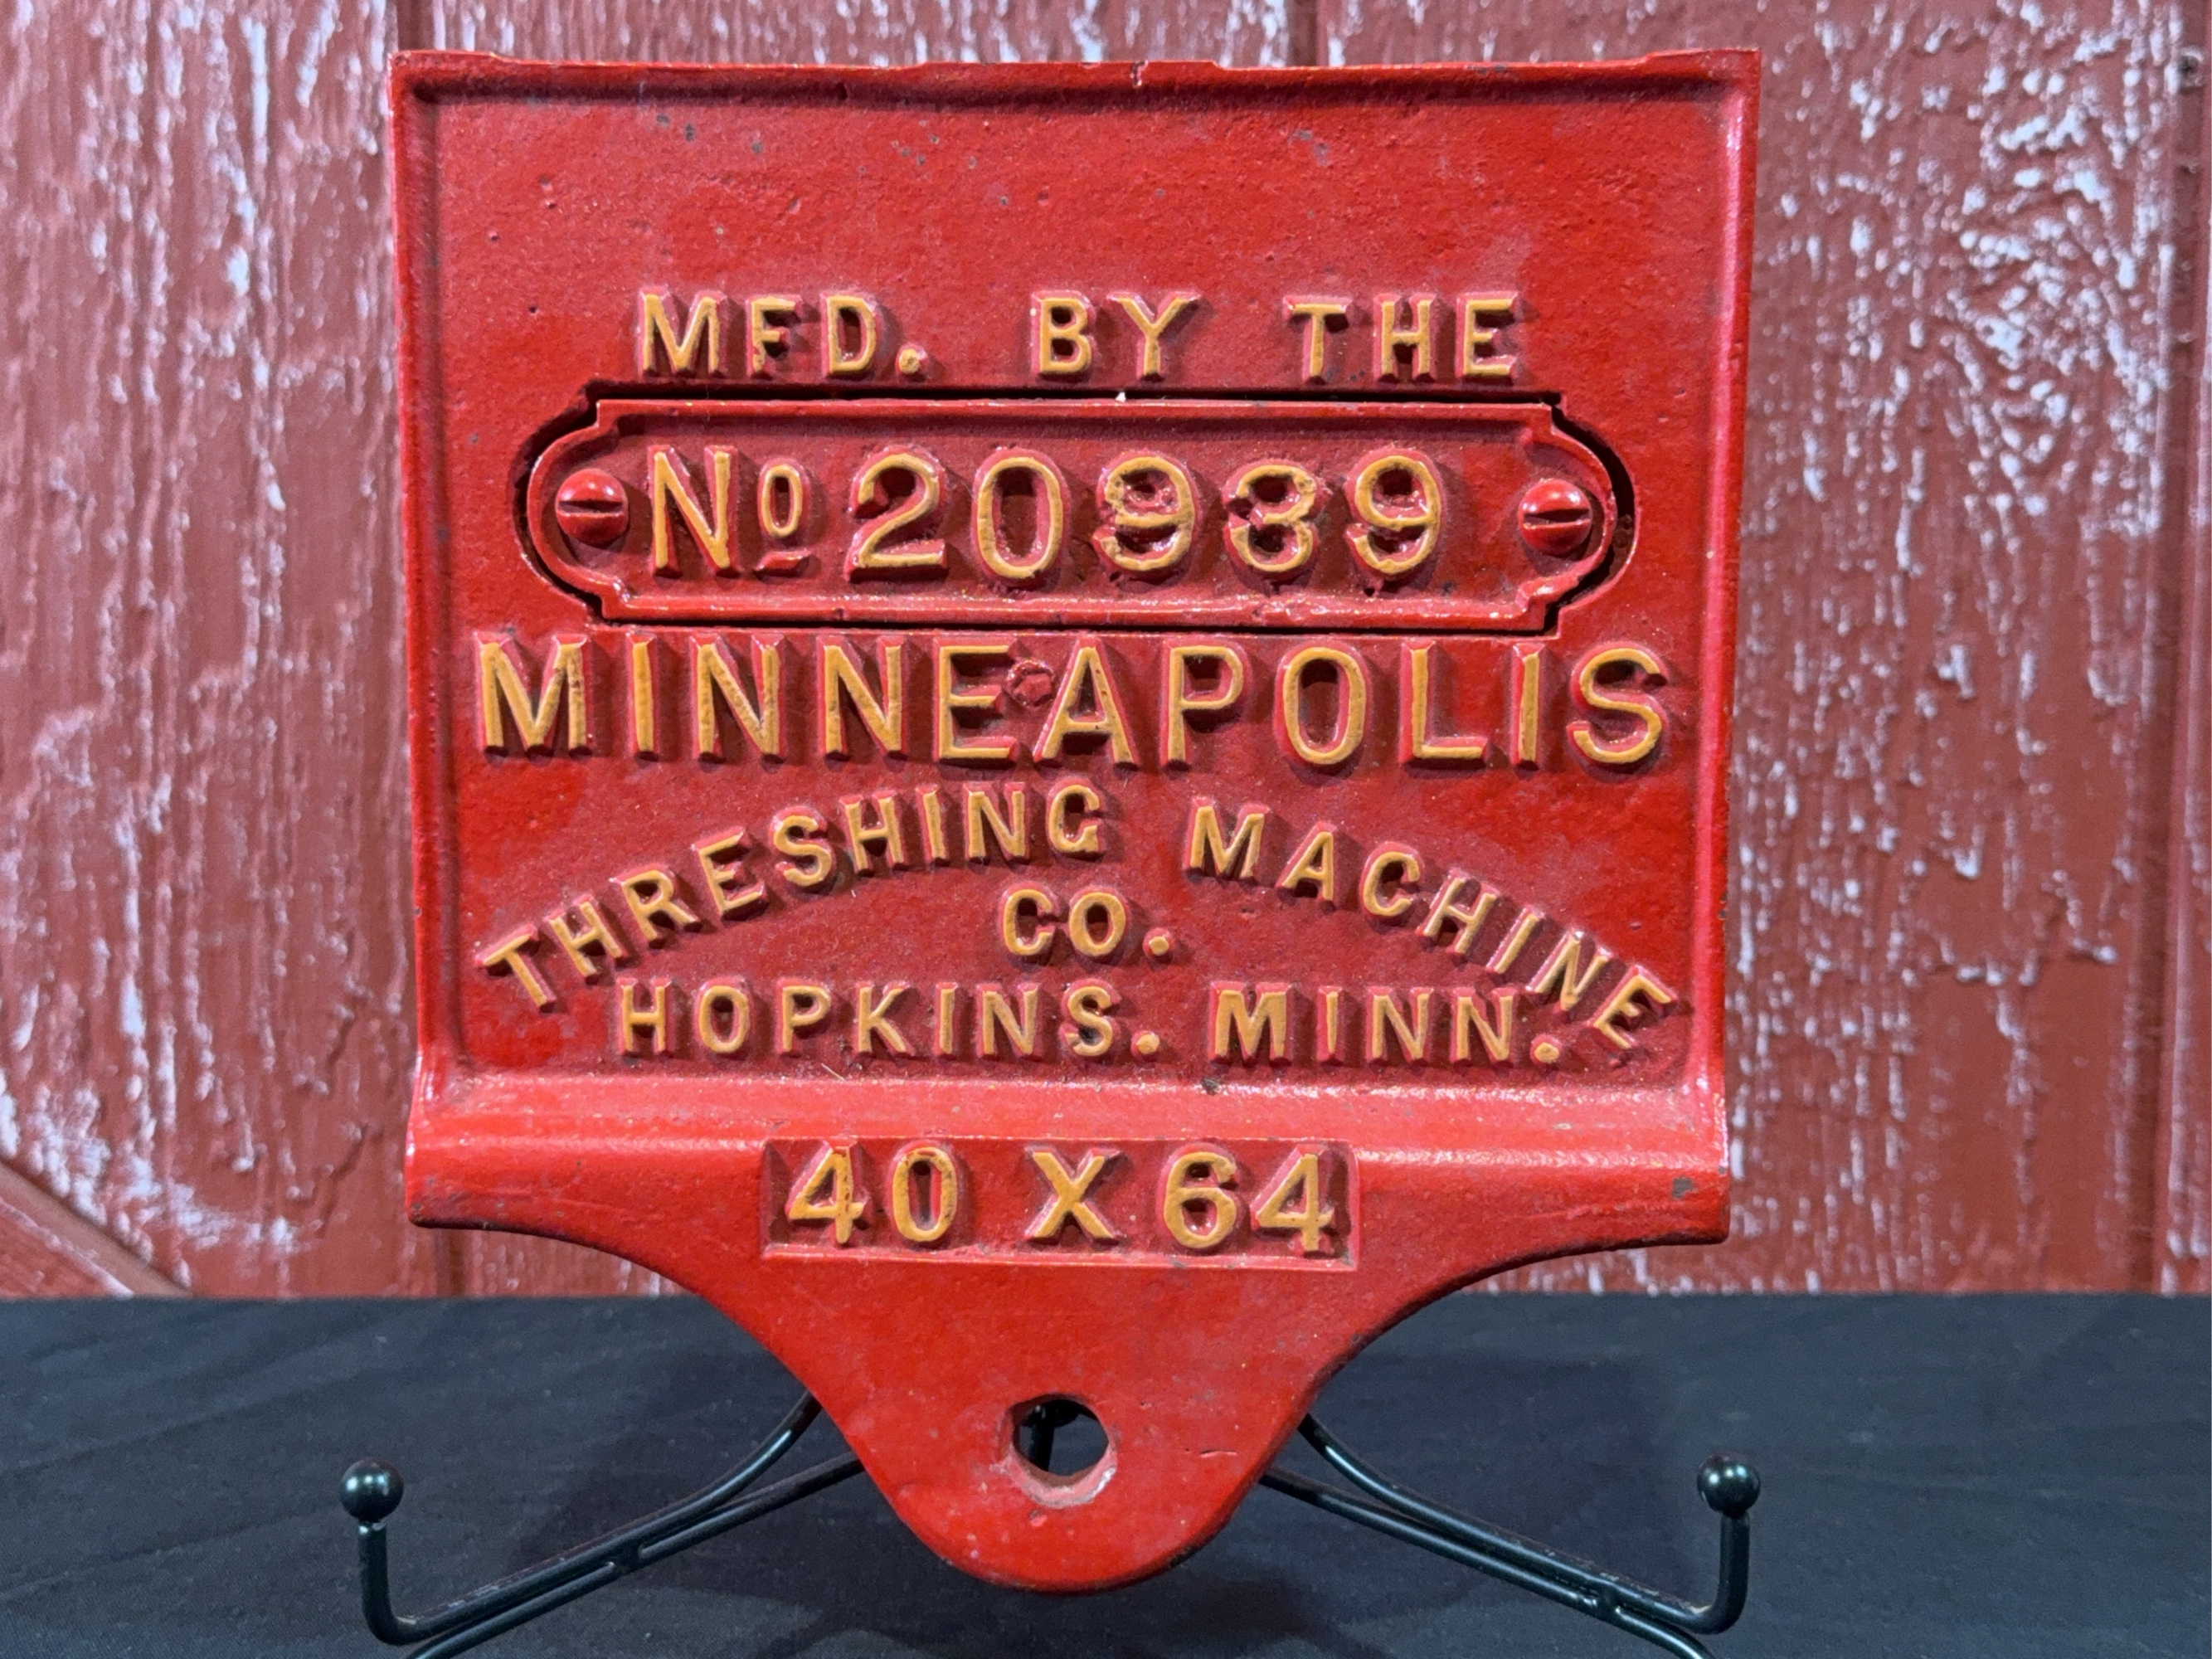 MFD. BY THE
No 20939
MINNEAPOLIS
THRESHING MACHINE
CO.
HOPKINS. MINN.
40 X 64